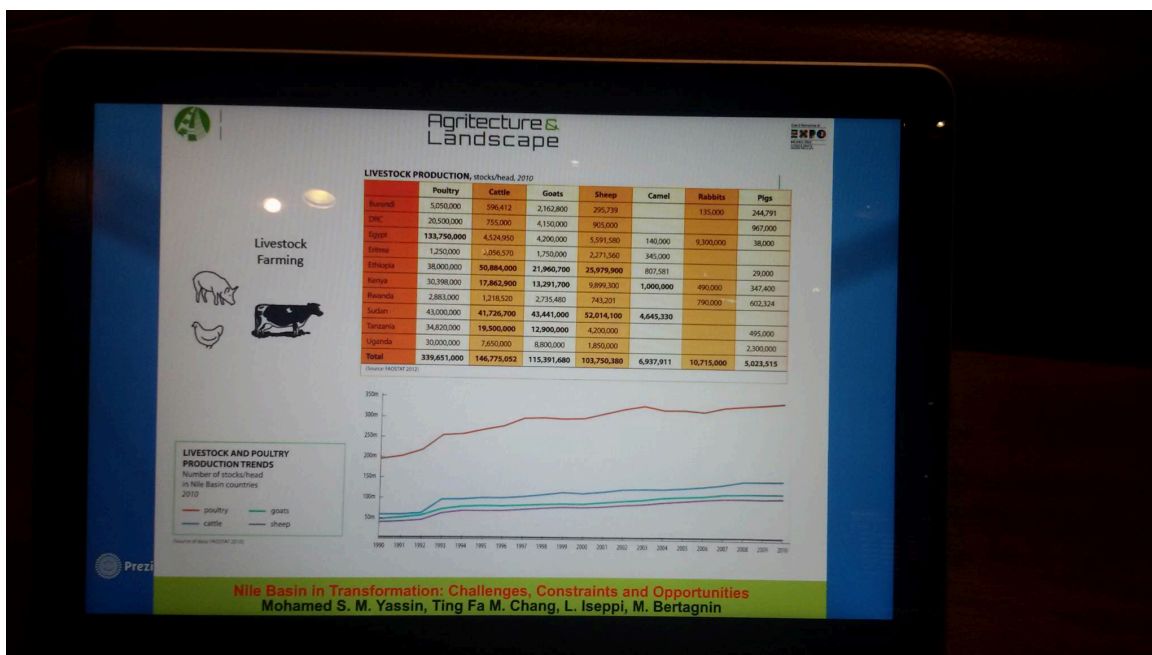 Agritecture &
Landscape
EXPO
LIVESTOCK PRODUCTION, stocks/head, 2010
Poultry Cattle Goats Sheep Camel Rabbits Pigs
Burundi 5,050,000 596,412 2,162,800 295,739 135,000 244,791
DRC 20,500,000 755,000 4,150,000 905,000 967,000
Egypt 133,750,000 4,524,950 4,200,000 5,591,580 140,000 9,300,000 38,000
Eritrea 1,250,000 2,056,570 1,750,000 2,271,560 345,000
Ethiopia 38,000,000 50,884,000 21,960,700 25,979,900 807,581 29,000
Kenya 30,398,000 17,862,900 13,291,700 9,899,300 1,000,000 490,000 347,400
Rwanda 2,883,000 1,218,520 2,735,480 743,201 790,000 602,324
Sudan 43,000,000 41,726,700 43,441,000 52,014,100 4,645,330
Tanzania 34,820,000 19,500,000 12,900,000 4,200,000 495,000
Uganda 30,000,000 7,650,000 8,800,000 1,850,000 2,300,000
Total 339,651,000 146,775,052 115,391,680 103,750,380 6,937,911 10,715,000 5,023,515
(Source: FAOSTAT 2012)
Livestock
Farming
350m
300m
250m
200m
150m
100m
50m
1990 1991 1992 1993 1994 1995 1996 1997 1998 1999 2000 2001 2002 2003 2004 2005 2006 2007 2008 2009 2010
LIVESTOCK AND POULTRY
PRODUCTION TRENDS
Number of stocks/head
in Nile Basin countries
2010
poultry goats
cattle sheep
(Source of data: FAOSTAT 2010)
Prezi
Nile Basin in Transformation: Challenges, Constraints and Opportunities
Mohamed S. M. Yassin, Ting Fa M. Chang, L. Iseppi, M. Bertagnin